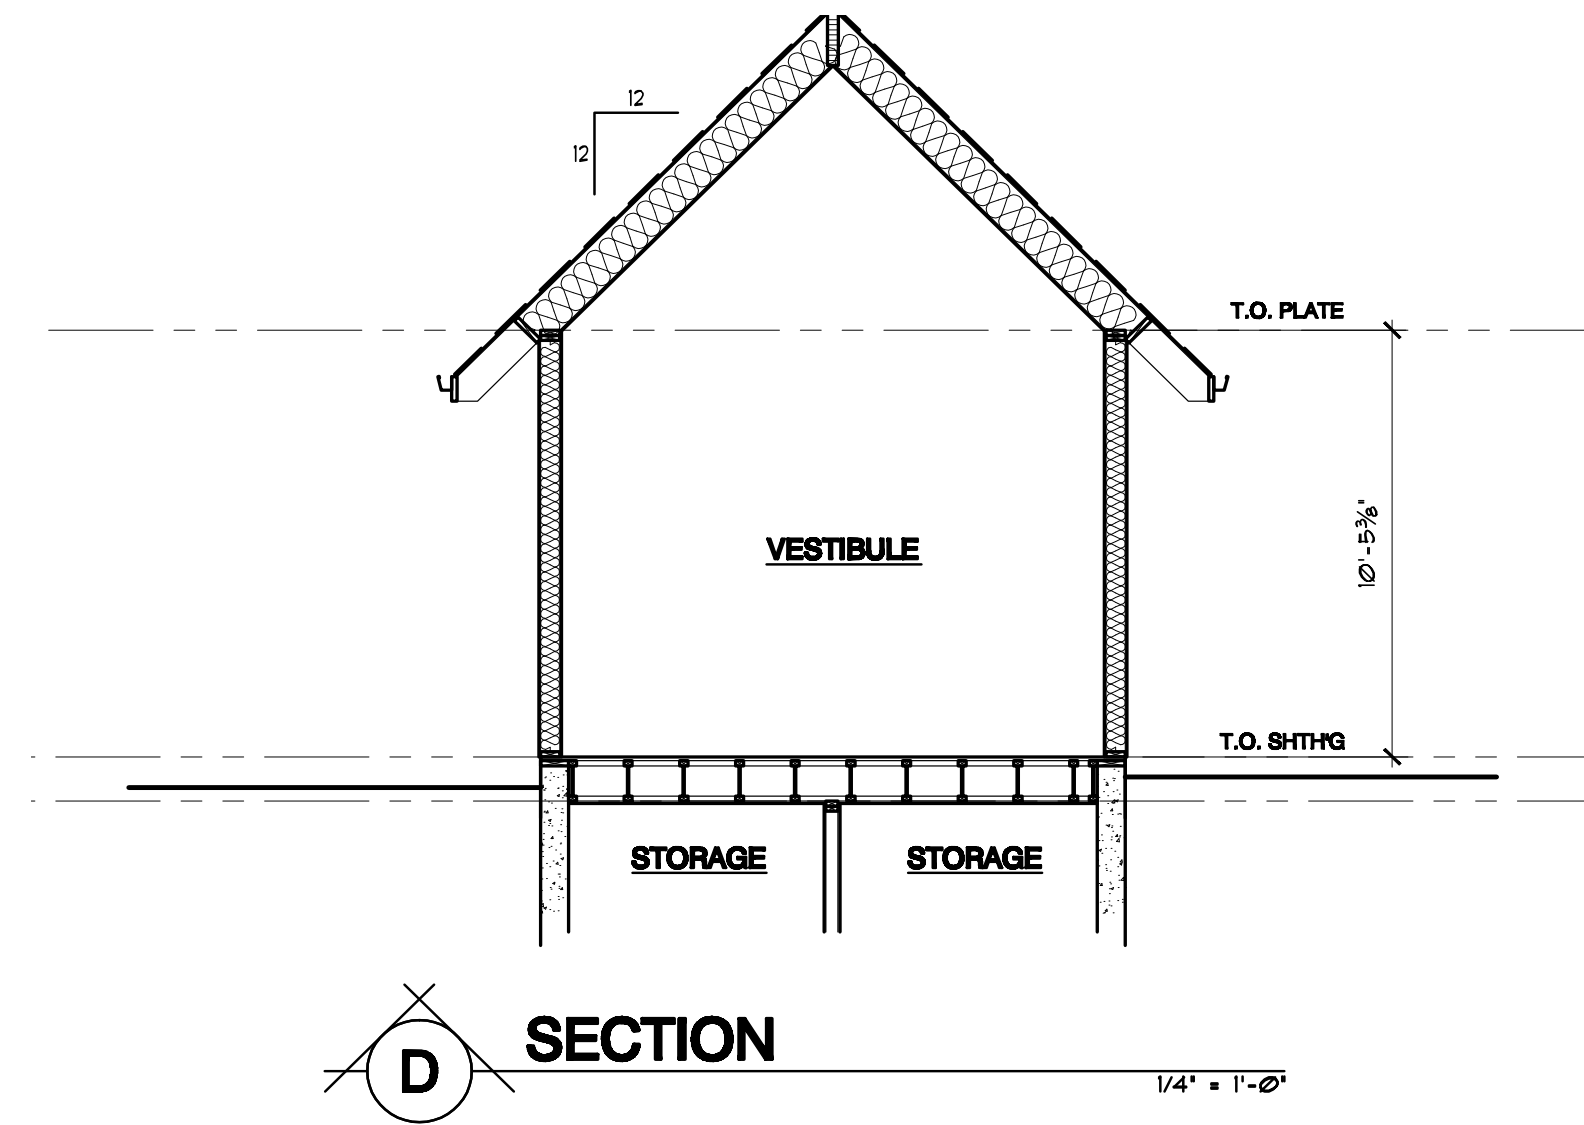 12
12
T.O. PLATE
10'-5⅜"
VESTIBULE
T.O. SHTH'G
STORAGE
STORAGE
D
SECTION
1/4" = 1'-0"